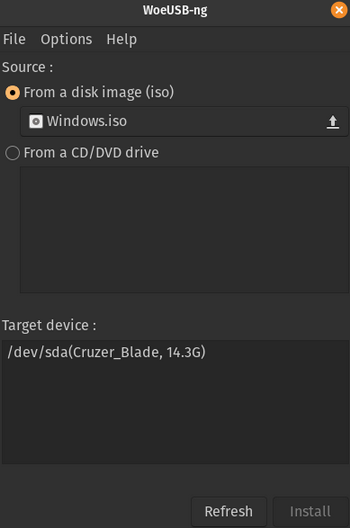 WoeUSB-ng
File Options Help
Source :
From a disk image (iso)
Windows.iso
From a CD/DVD drive
Target device :
/dev/sda(Cruzer_Blade, 14.3G)
Refresh Install